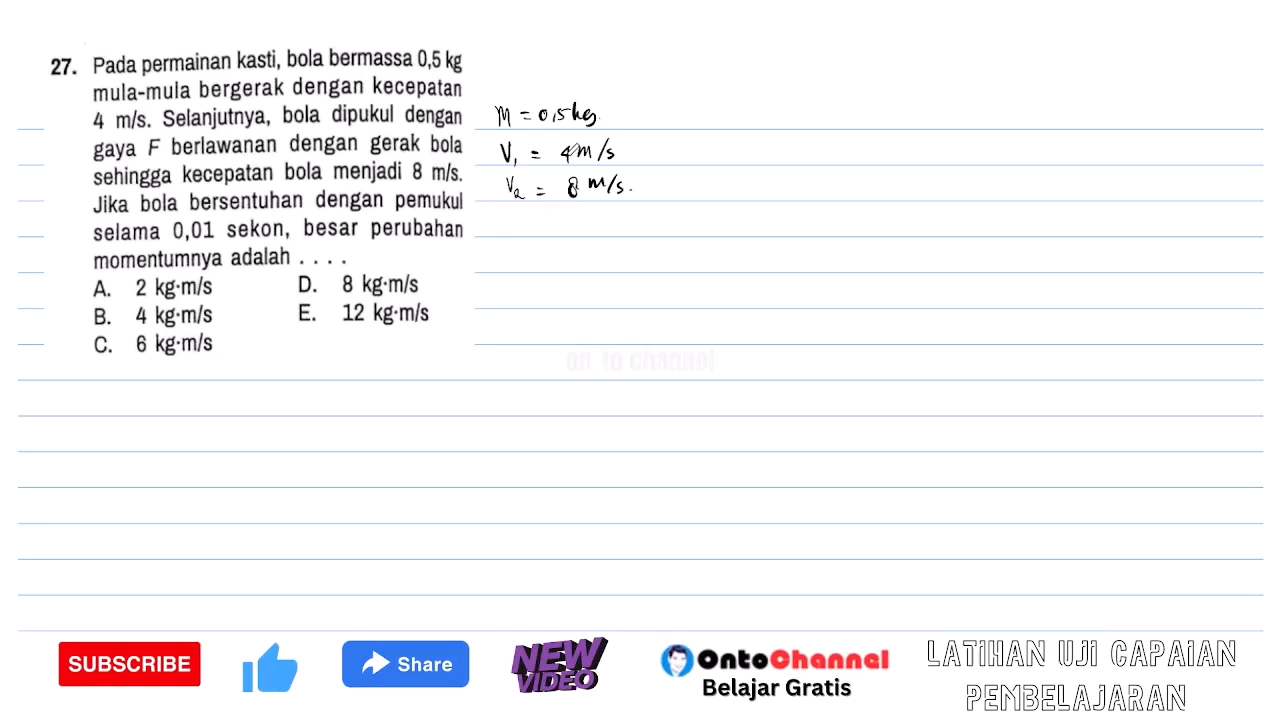 27. Pada permainan kasti, bola bermassa 0,5 kg
mula-mula bergerak dengan kecepatan
4 m/s. Selanjutnya, bola dipukul dengan
gaya F berlawanan dengan gerak bola
sehingga kecepatan bola menjadi 8 m/s.
Jika bola bersentuhan dengan pemukul
selama 0,01 sekon, besar perubahan
momentumnya adalah . . . .
A. 2 kg·m/s
B. 4 kg·m/s
C. 6 kg·m/s
D. 8 kg·m/s
E. 12 kg·m/s
m = 0,5 kg.
V₁ = 4 m/s
V₂ = 8 m/s.
on to channel
SUBSCRIBE
Share
NEW
VIDEO
OntoChannel
Belajar Gratis
LATIHAN UJI CAPAIAN
PEMBELAJARAN